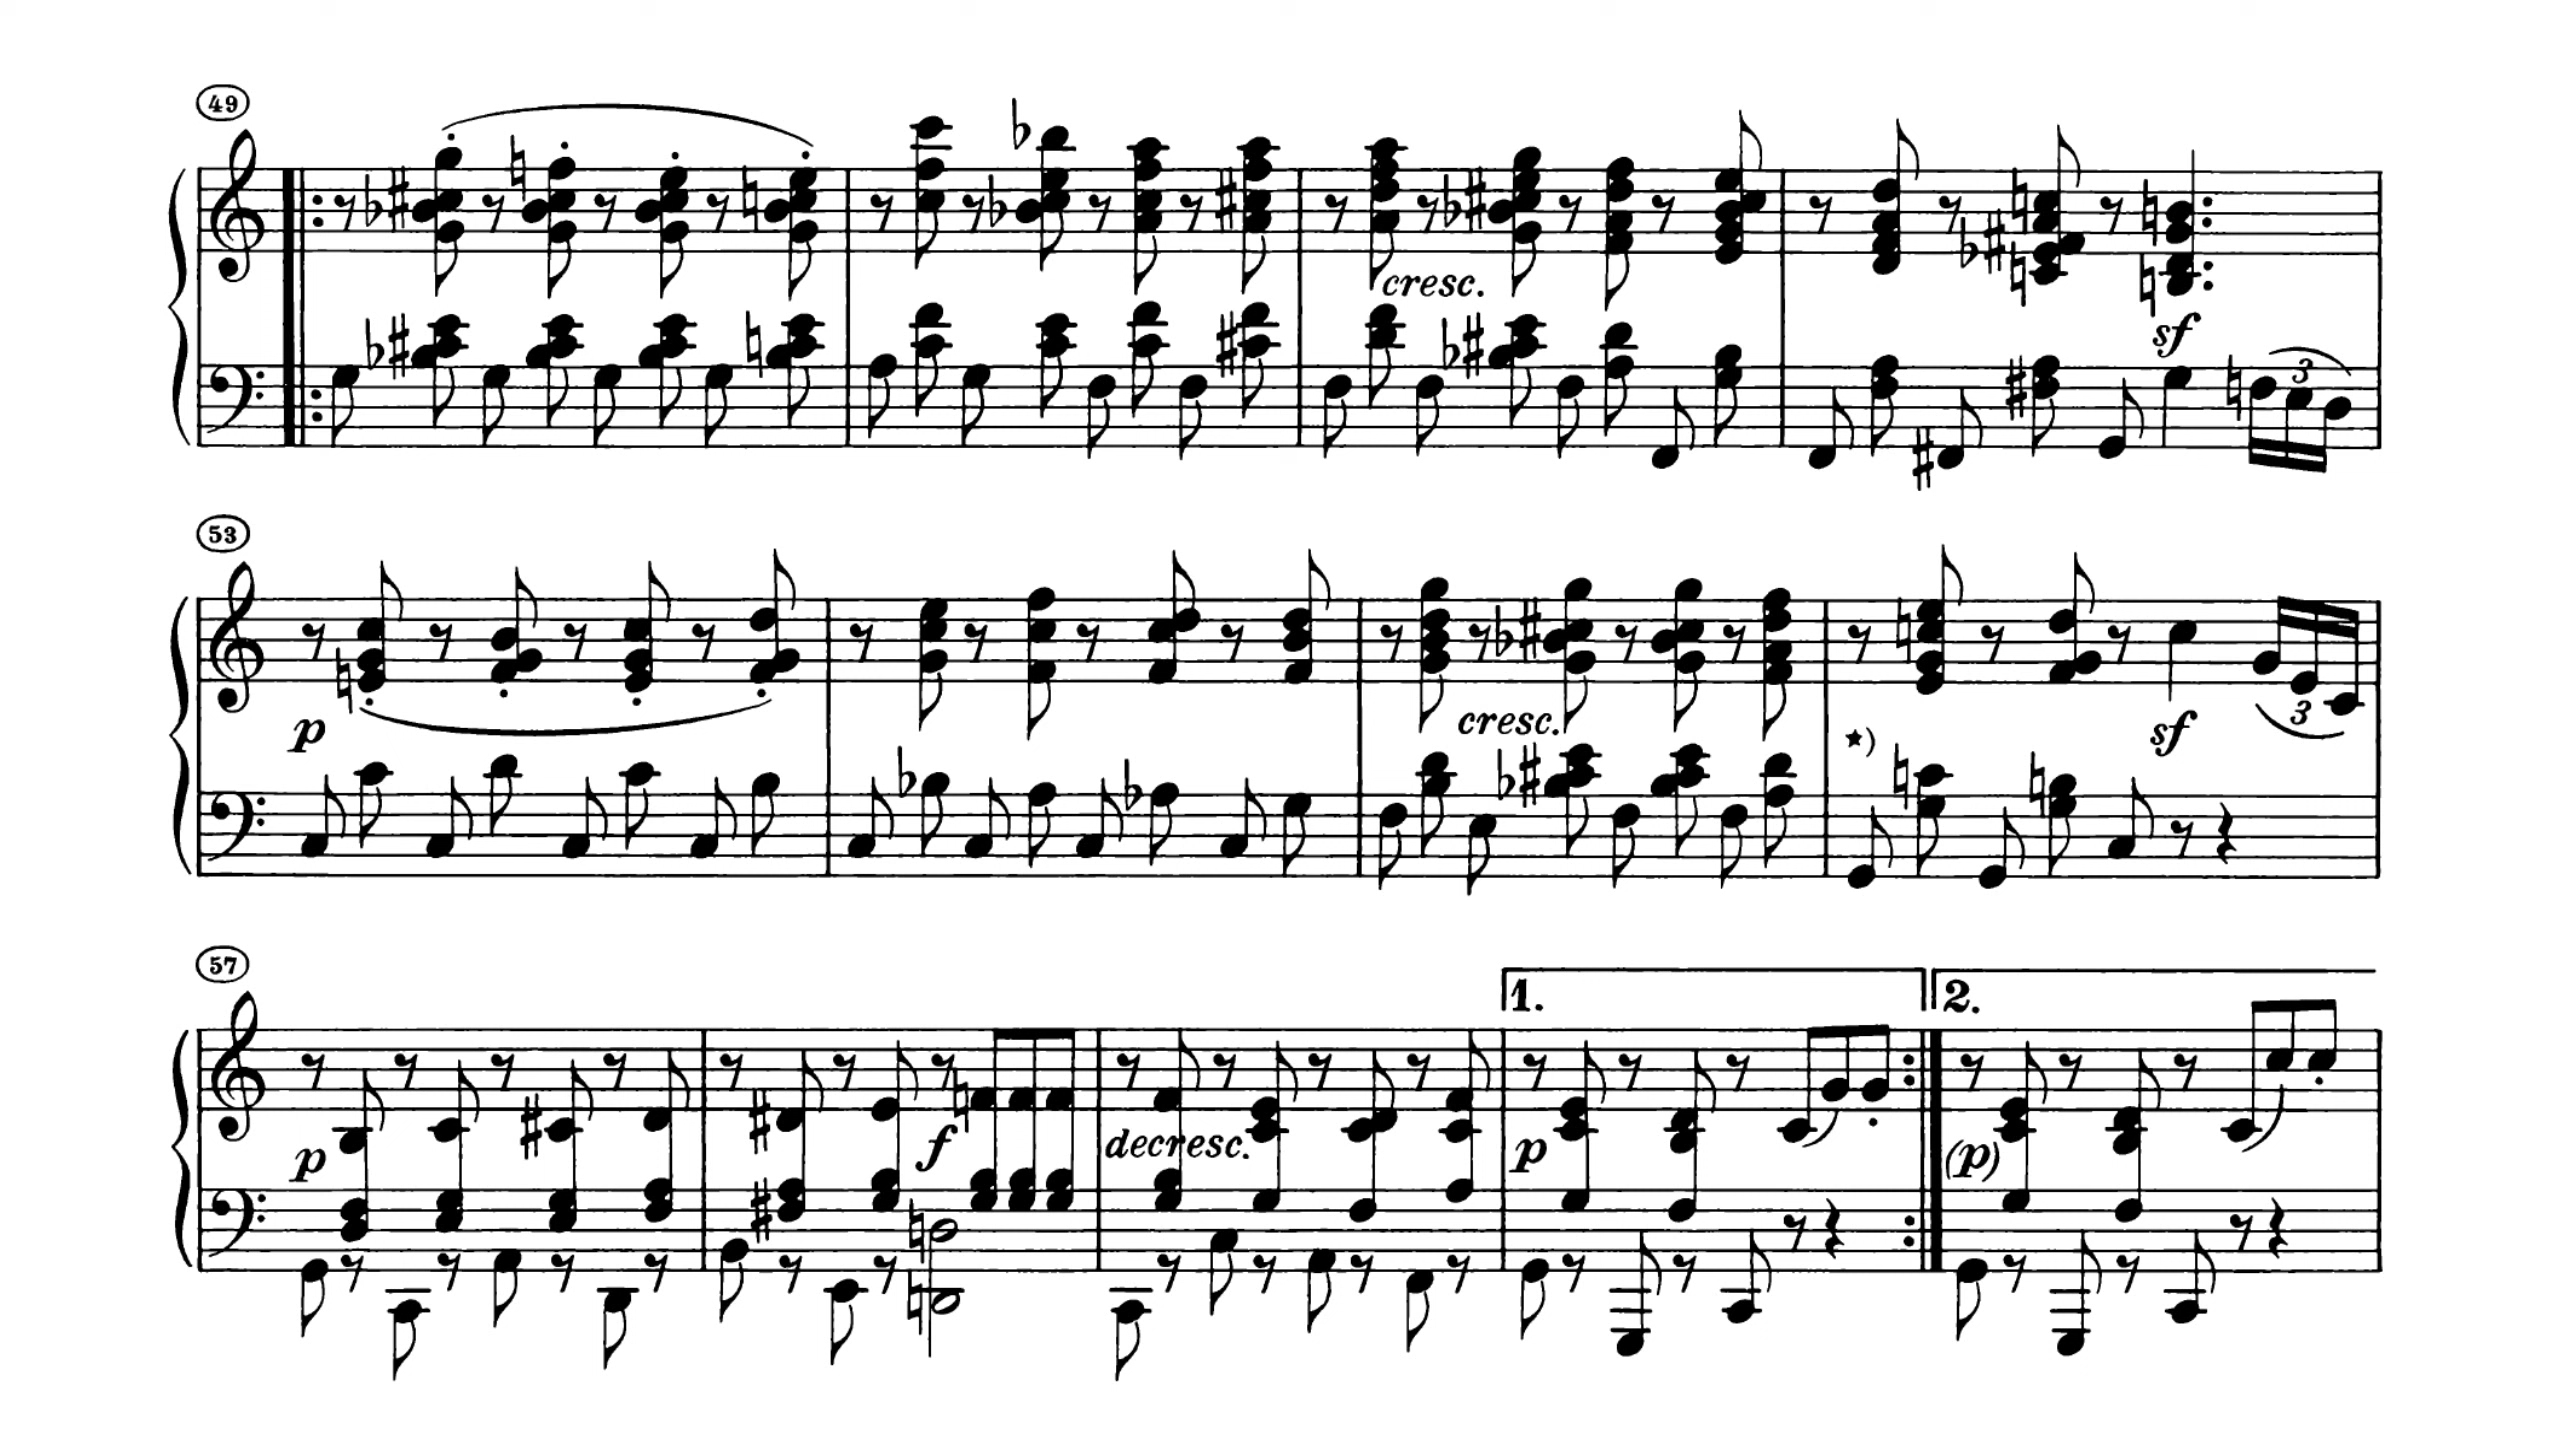 49
cresc.
sf
3
53
p
cresc.
★)
sf
3
57
1.
2.
p
f
decresc.
p
(p)